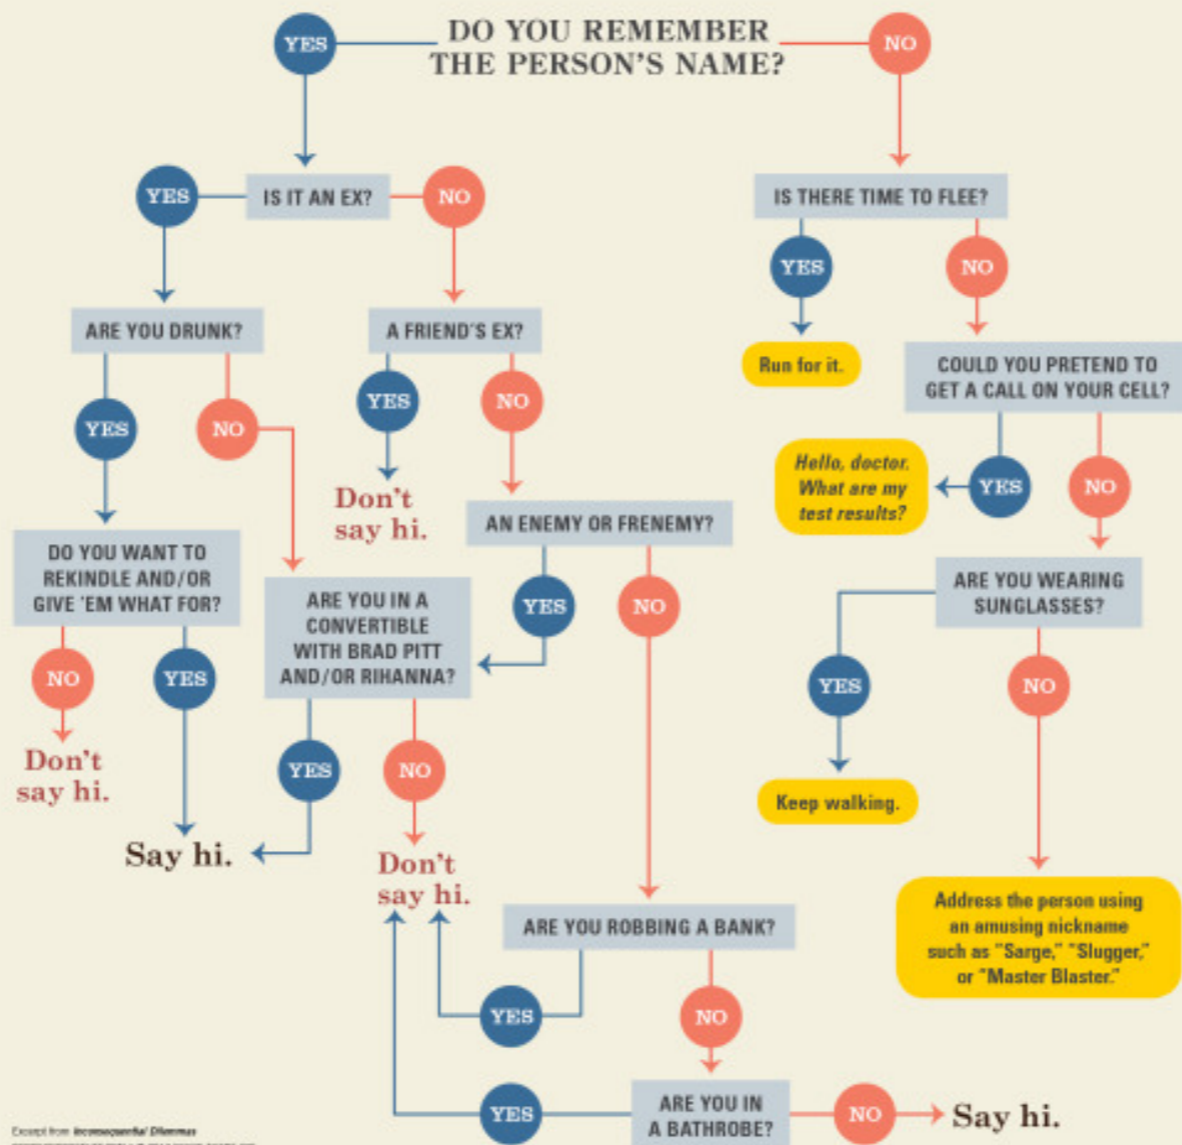 DO YOU REMEMBER
THE PERSON'S NAME?
YES
NO
IS IT AN EX?
YES
NO
IS THERE TIME TO FLEE?
YES
NO
ARE YOU DRUNK?
A FRIEND'S EX?
Run for it.
COULD YOU PRETEND TO
GET A CALL ON YOUR CELL?
YES
NO
YES
NO
Hello, doctor.
What are my
test results?
YES
NO
Don't
say hi.
AN ENEMY OR FRENEMY?
DO YOU WANT TO
REKINDLE AND/OR
GIVE 'EM WHAT FOR?
ARE YOU IN A
CONVERTIBLE
WITH BRAD PITT
AND/OR RIHANNA?
YES
NO
ARE YOU WEARING
SUNGLASSES?
NO
YES
YES
NO
Don't
say hi.
YES
NO
Keep walking.
Say hi.
Don't
say hi.
ARE YOU ROBBING A BANK?
Address the person using
an amusing nickname
such as "Sarge," "Slugger,"
or "Master Blaster."
YES
NO
YES
ARE YOU IN
A BATHROBE?
NO
Say hi.
Excerpt from Inconsequential Dilemmas